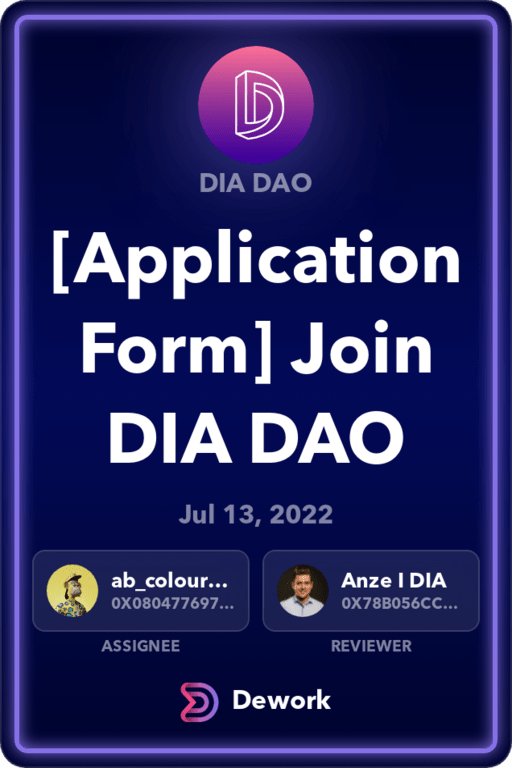 DIA DAO
[Application
Form] Join
DIA DAO
Jul 13, 2022
ab_colour...
0X080477697...
Anze I DIA
0X78B056CC...
ASSIGNEE
REVIEWER
Dework